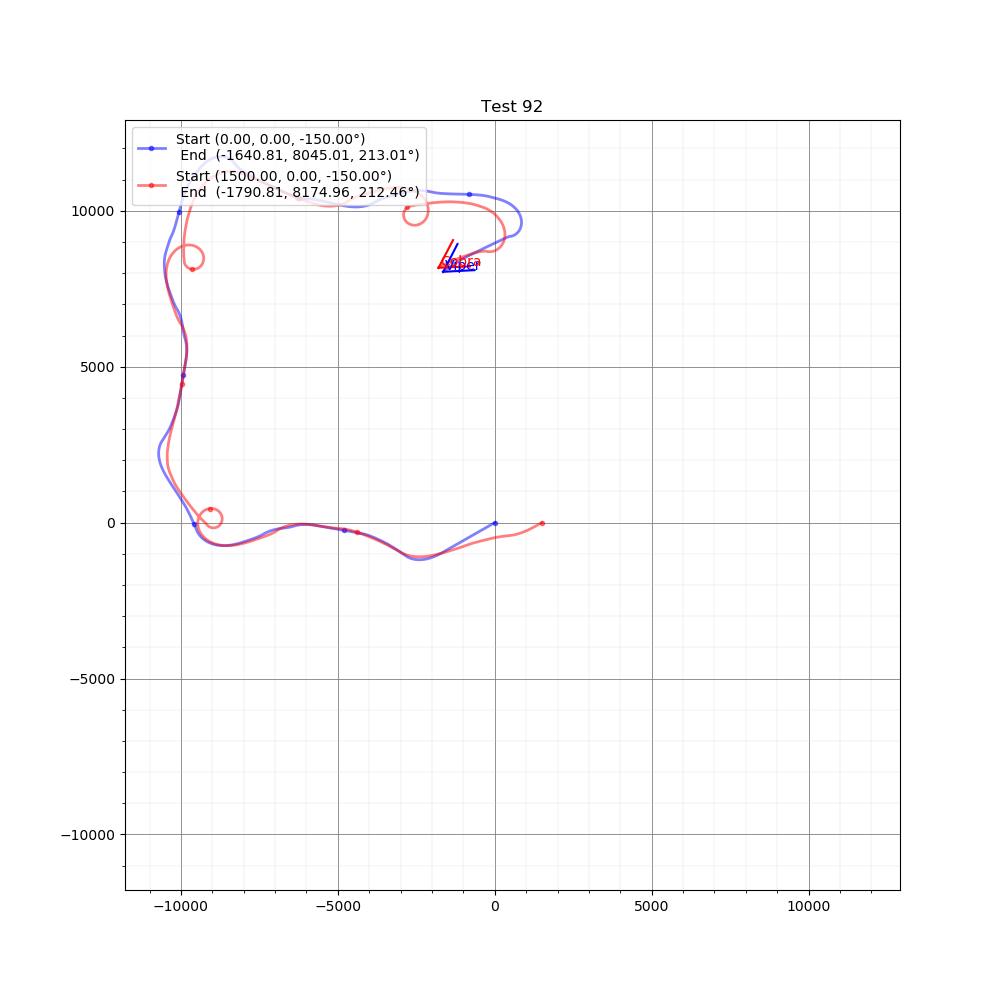 Test 92
Start (0.00, 0.00, -150.00°)
End (-1640.81, 8045.01, 213.01°)
Start (1500.00, 0.00, -150.00°)
End (-1790.81, 8174.96, 212.46°)
10000
5000
0
−5000
−10000
−10000 −5000 0 5000 10000